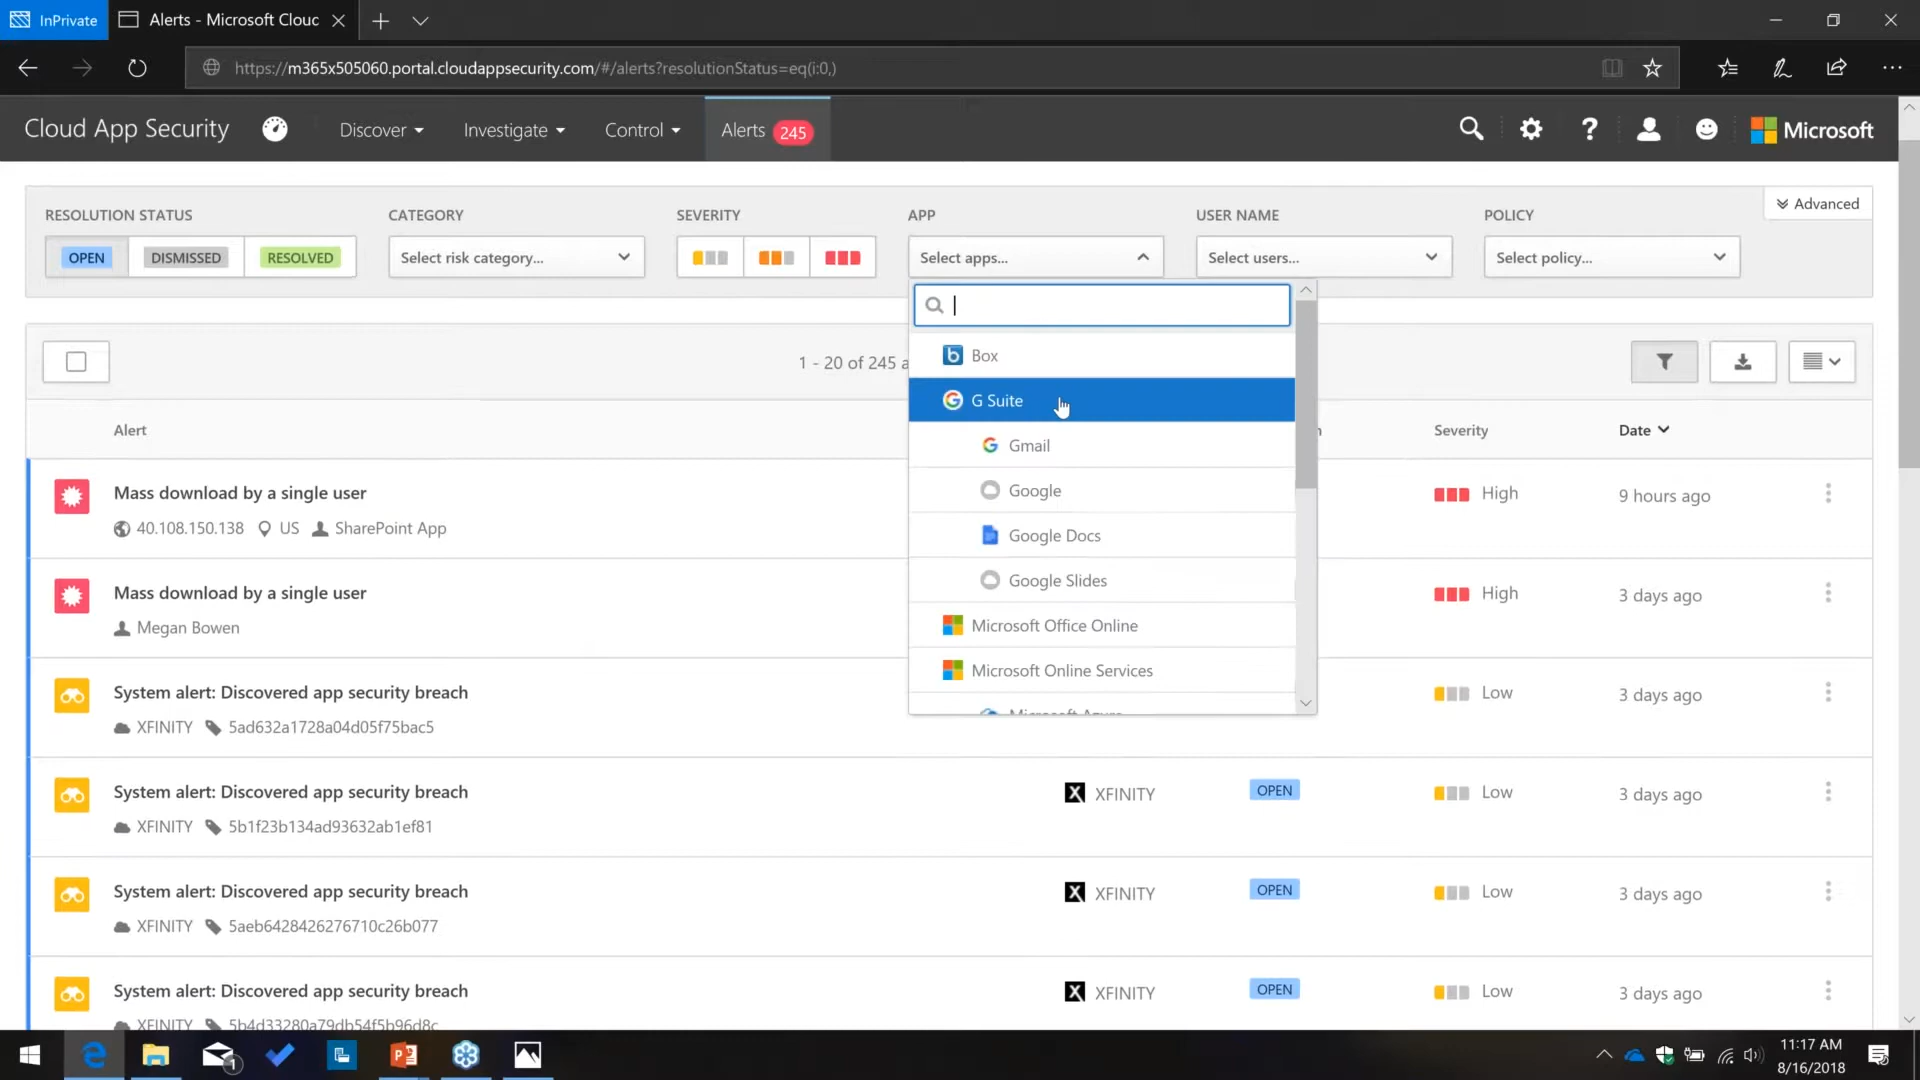 InPrivate
Alerts - Microsoft Clouc
https://m365x505060.portal.cloudappsecurity.com/#/alerts?resolutionStatus=eq(i:0,)
Cloud App Security
Discover
Investigate
Control
Alerts 245
Microsoft
Advanced
RESOLUTION STATUS
CATEGORY
SEVERITY
APP
USER NAME
POLICY
OPEN
DISMISSED
RESOLVED
Select risk category...
Select apps...
Select users...
Select policy...
1 - 20 of 245 a
Box
G Suite
Gmail
Google
Google Docs
Google Slides
Microsoft Office Online
Microsoft Online Services
Microsoft Azure
Alert
Severity
Date
Mass download by a single user
40.108.150.138 US SharePoint App
High
9 hours ago
Mass download by a single user
Megan Bowen
High
3 days ago
System alert: Discovered app security breach
XFINITY 5ad632a1728a04d05f75bac5
Low
3 days ago
System alert: Discovered app security breach
XFINITY 5b1f23b134ad93632ab1ef81
XFINITY
OPEN
Low
3 days ago
System alert: Discovered app security breach
XFINITY 5aeb6428426276710c26b077
XFINITY
OPEN
Low
3 days ago
System alert: Discovered app security breach
XFINITY 5b4d33280a79db54f5b96d8c
XFINITY
OPEN
Low
3 days ago
1
11:17 AM
8/16/2018